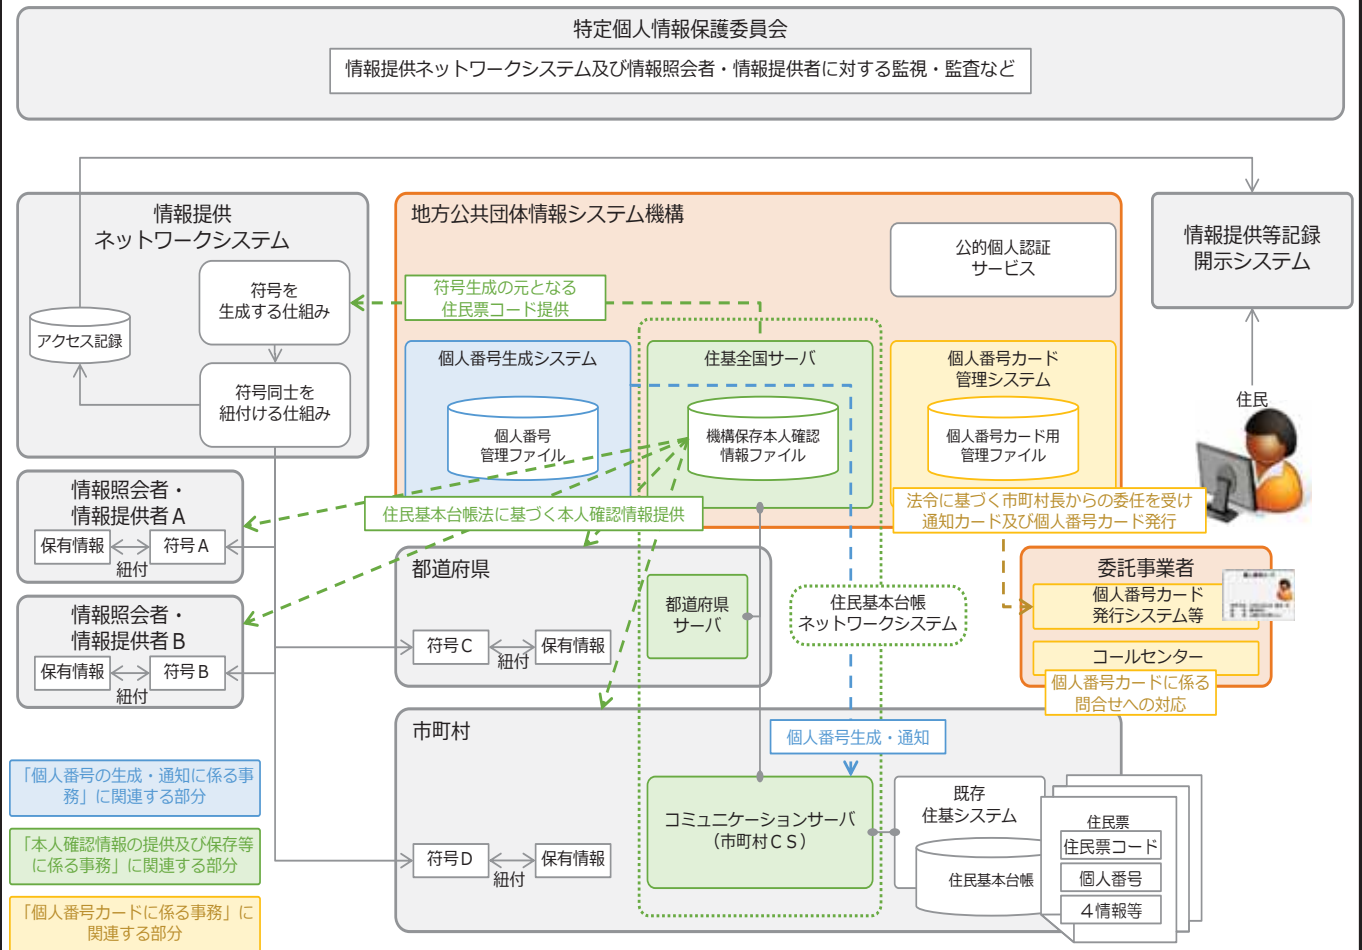 特定個人情報保護委員会
情報提供ネットワークシステム及び情報照会者・情報提供者に対する監視・監査など
情報提供
ネットワークシステム
符号を
生成する仕組み
アクセス記録
符号同士を
紐付ける仕組み
地方公共団体情報システム機構
公的個人認証
サービス
符号生成の元となる
住民票コード提供
個人番号生成システム
個人番号
管理ファイル
住基全国サーバ
機構保存本人確認
情報ファイル
個人番号カード
管理システム
個人番号カード用
管理ファイル
情報提供等記録
開示システム
住民
住民基本台帳法に基づく本人確認情報提供
法令に基づく市町村長からの委任を受け
通知カード及び個人番号カード発行
情報照会者・
情報提供者A
保有情報
符号A
紐付
情報照会者・
情報提供者B
保有情報
符号B
紐付
都道府県
都道府県
サーバ
符号C
保有情報
紐付
住民基本台帳
ネットワークシステム
委託事業者
個人番号カード
発行システム等
コールセンター
個人番号カードに係る
問合せへの対応
市町村
個人番号生成・通知
コミュニケーションサーバ
(市町村CS)
既存
住基システム
住民基本台帳
住民票
住民票コード
個人番号
4情報等
符号D
保有情報
紐付
「個人番号の生成・通知に係る事
務」に関連する部分
「本人確認情報の提供及び保存等
に係る事務」に関連する部分
「個人番号カードに係る事務」に
関連する部分